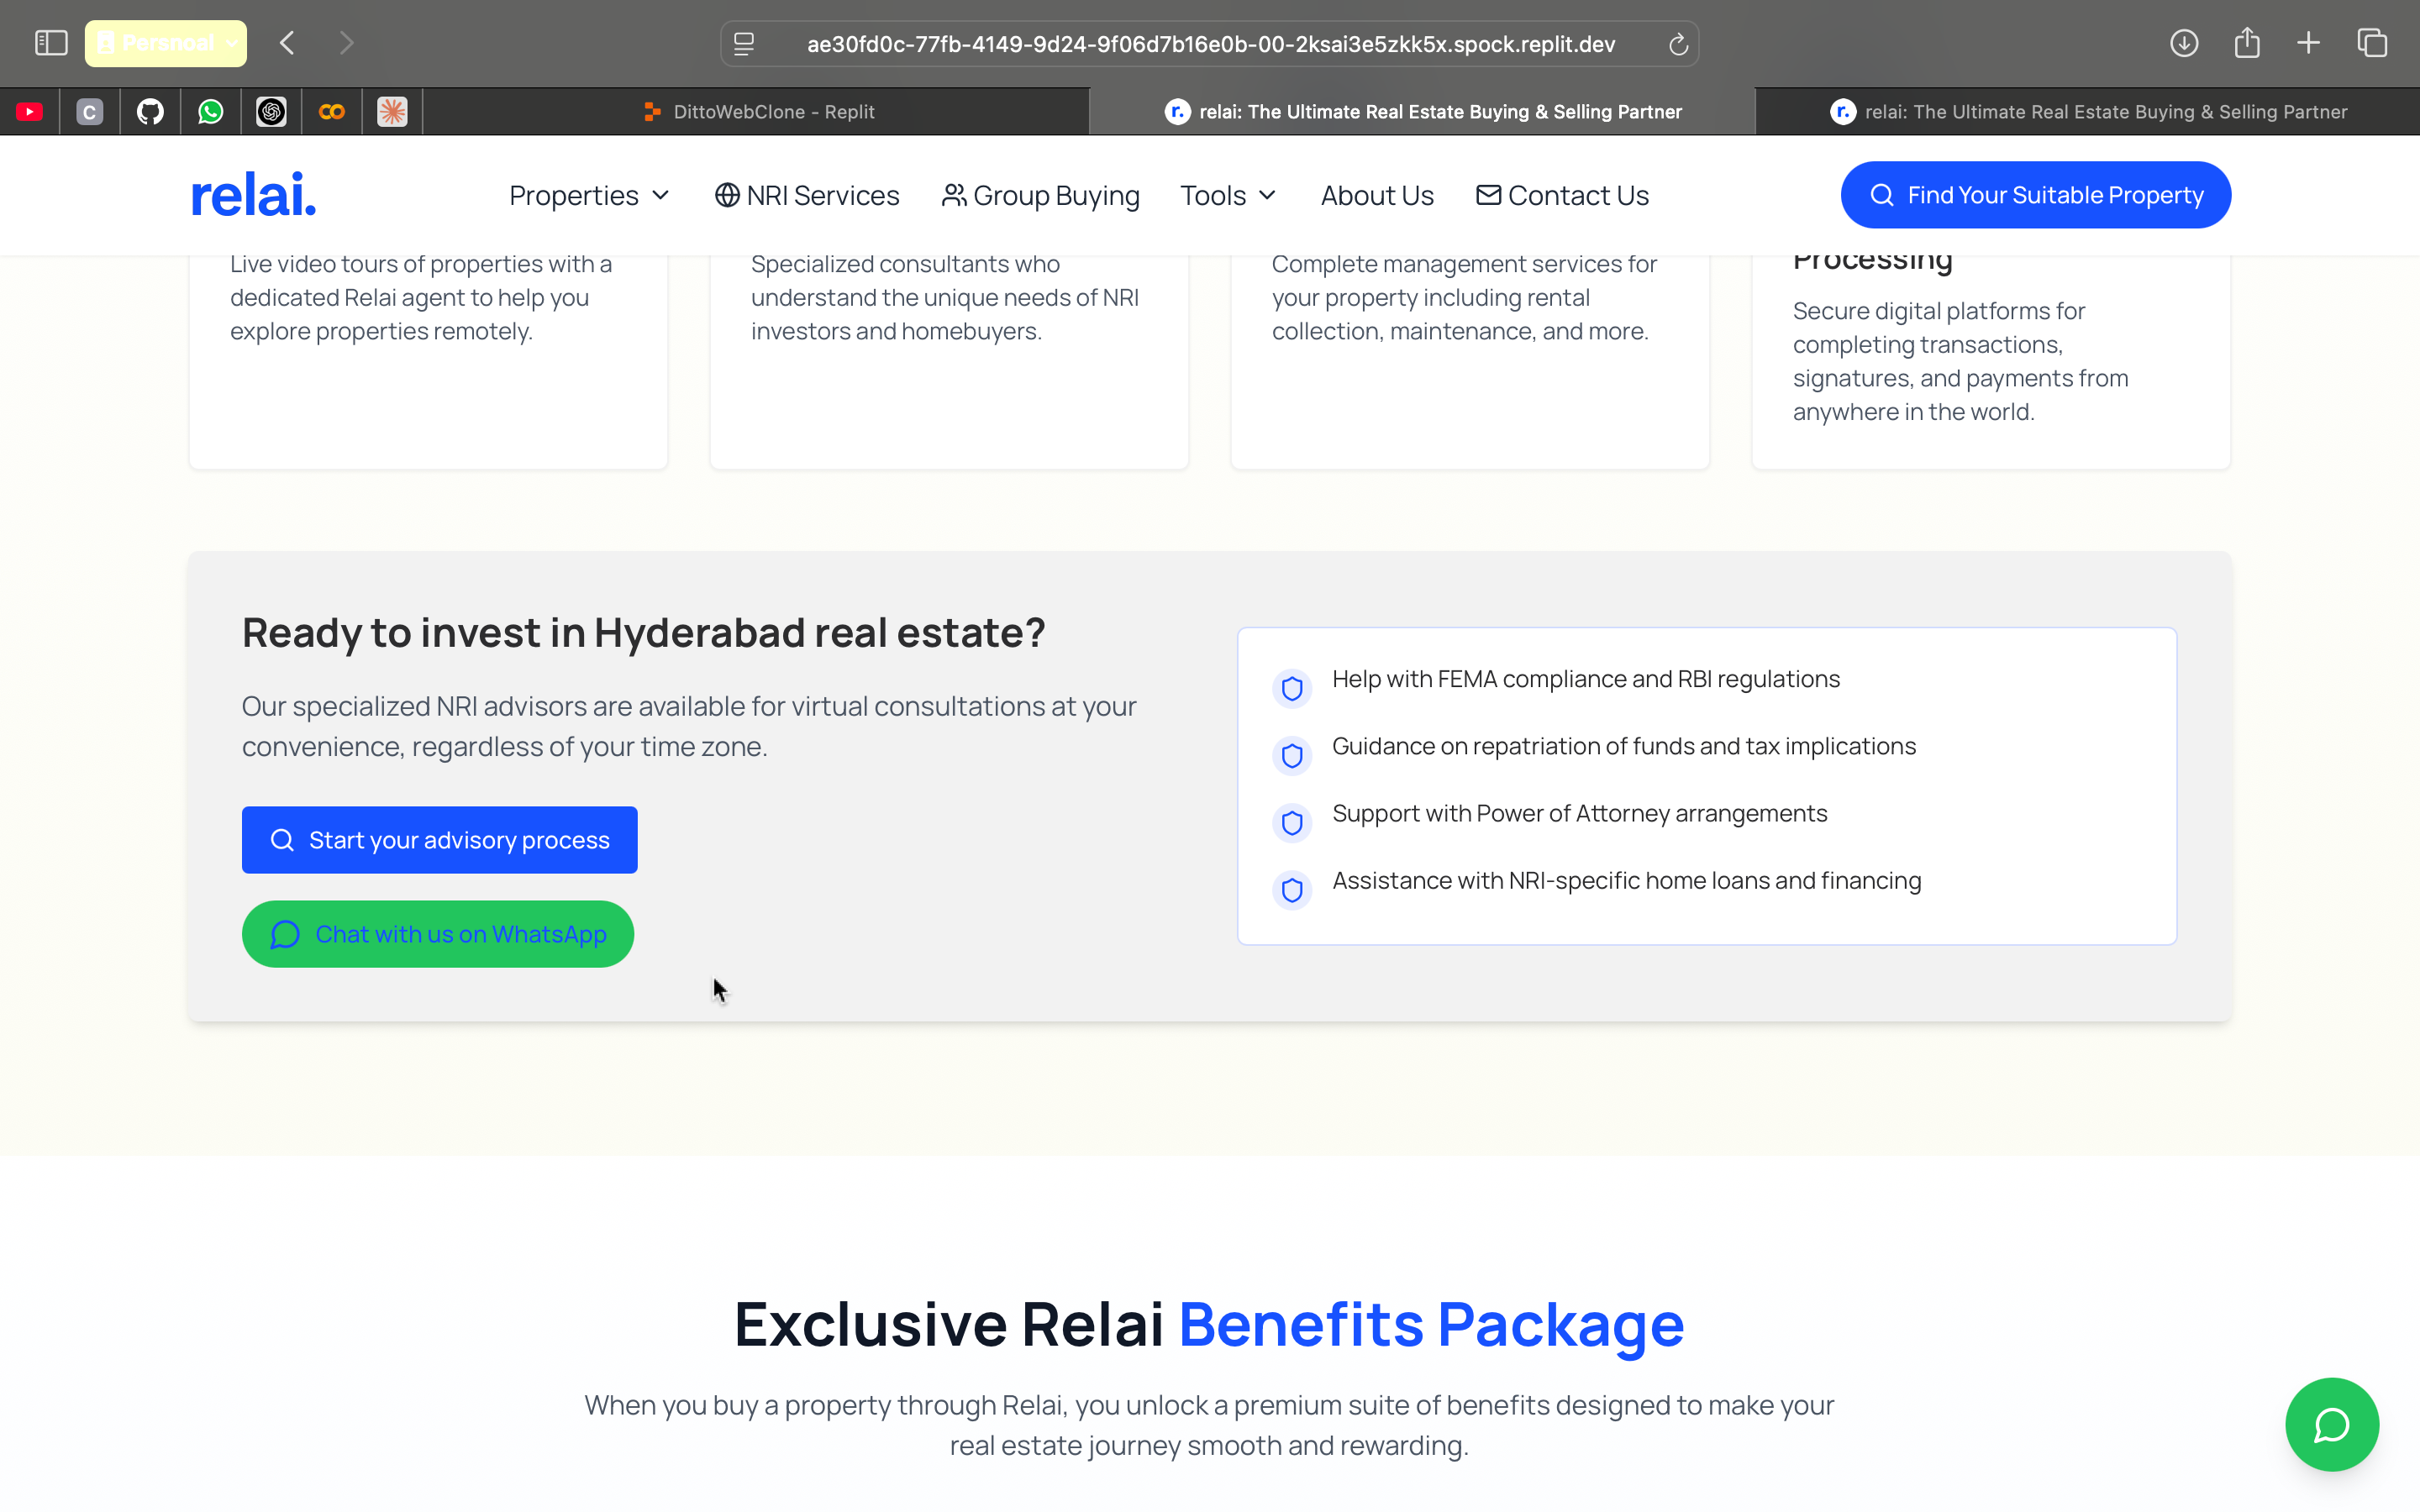 Persnoal
ae30fd0c-77fb-4149-9d24-9f06d7b16e0b-00-2ksai3e5zkk5x.spock.replit.dev
C
DittoWebClone - Replit
r.
relai: The Ultimate Real Estate Buying & Selling Partner
r.
relai: The Ultimate Real Estate Buying & Selling Partner
relai.
Properties
NRI Services
Group Buying
Tools
About Us
Contact Us
Find Your Suitable Property
Live video tours of properties with a
dedicated Relai agent to help you
explore properties remotely.
Specialized consultants who
understand the unique needs of NRI
investors and homebuyers.
Complete management services for
your property including rental
collection, maintenance, and more.
Processing
Secure digital platforms for
completing transactions,
signatures, and payments from
anywhere in the world.
Ready to invest in Hyderabad real estate?
Our specialized NRI advisors are available for virtual consultations at your
convenience, regardless of your time zone.
Start your advisory process
Chat with us on WhatsApp
Help with FEMA compliance and RBI regulations
Guidance on repatriation of funds and tax implications
Support with Power of Attorney arrangements
Assistance with NRI-specific home loans and financing
Exclusive Relai Benefits Package
When you buy a property through Relai, you unlock a premium suite of benefits designed to make your
real estate journey smooth and rewarding.